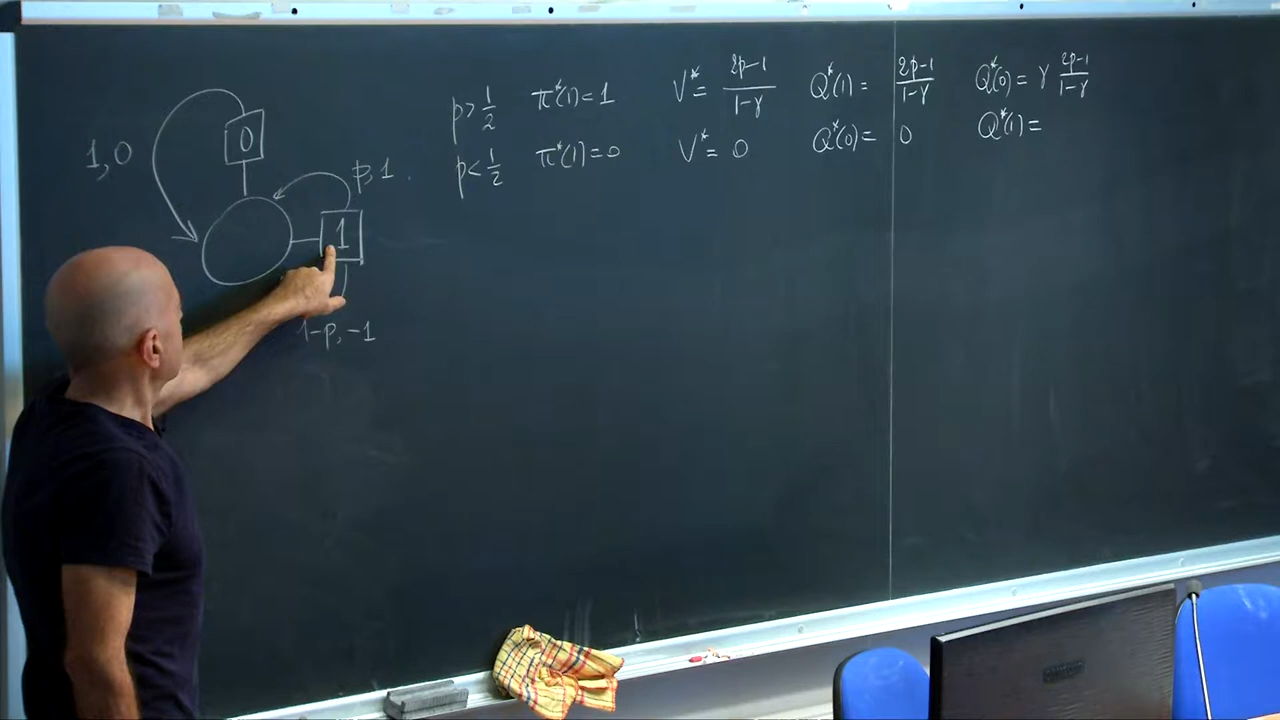 1,0
0
p,1
1
1-p,-1
p>1/2 π*(1)=1 V*= 2p-1/1-γ Q*(1)= 2p-1/1-γ Q*(0)= γ 2p-1/1-γ
p<1/2 π*(1)=0 V*= 0 Q*(0)= 0 Q*(1)=